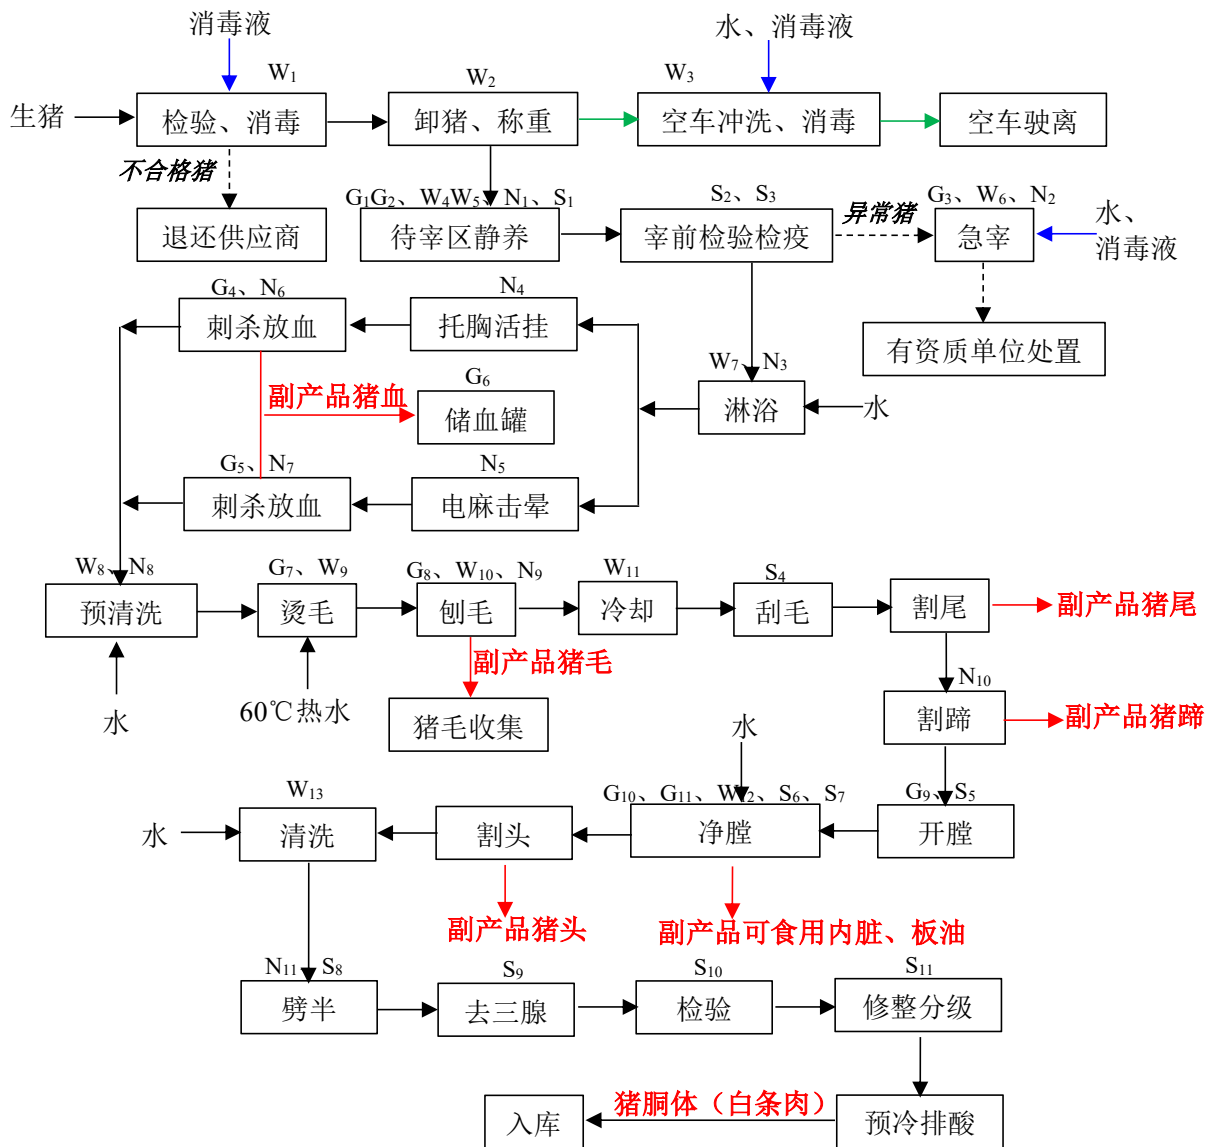 消毒液
水、消毒液
W₁
W₂
W₃
生猪
检验、消毒
卸猪、称重
空车冲洗、消毒
空车驶离
不合格猪
G₁G₂、W₄W₅、N₁、S₁
S₂、S₃
异常猪
G₃、W₆、N₂
退还供应商
待宰区静养
宰前检验检疫
急宰
水、
消毒液
G₄、N₆
N₄
刺杀放血
托胸活挂
有资质单位处置
W₇、N₃
副产品猪血
G₆
储血罐
淋浴
水
G₅、N₇
N₅
刺杀放血
电麻击晕
W₈、N₈
G₇、W₉
G₈、W₁₀、N₉
W₁₁
S₄
预清洗
烫毛
刨毛
冷却
刮毛
割尾
副产品猪尾
副产品猪毛
N₁₀
水
60℃热水
猪毛收集
割蹄
副产品猪蹄
水
W₁₃
G₁₀、G₁₁、W₁₂、S₆、S₇
G₉、S₅
水
清洗
割头
净膛
开膛
副产品猪头
副产品可食用内脏、板油
N₁₁、S₈
S₉
S₁₀
S₁₁
劈半
去三腺
检验
修整分级
入库
猪胴体（白条肉）
预冷排酸